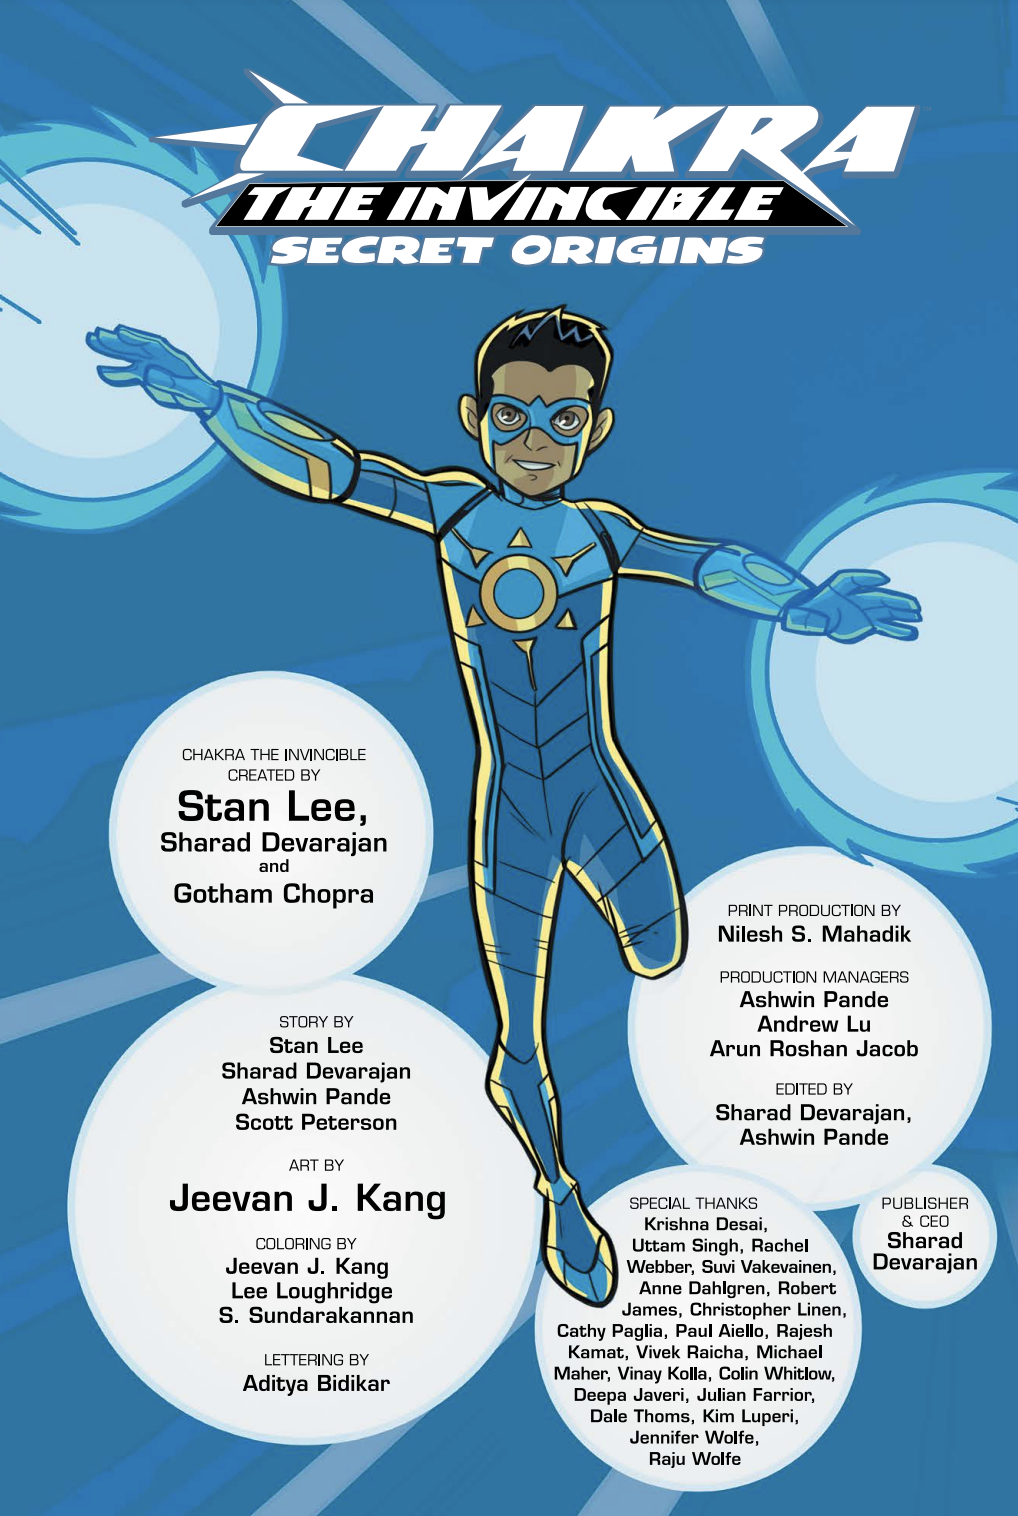 CHAKRA
THE INVINCIBLE
SECRET ORIGINS
CHAKRA THE INVINCIBLE
CREATED BY
Stan Lee,
Sharad Devarajan
and
Gotham Chopra
STORY BY
Stan Lee
Sharad Devarajan
Ashwin Pande
Scott Peterson
ART BY
Jeevan J. Kang
COLORING BY
Jeevan J. Kang
Lee Loughridge
S. Sundarakannan
LETTERING BY
Aditya Bidikar
PRINT PRODUCTION BY
Nilesh S. Mahadik
PRODUCTION MANAGERS
Ashwin Pande
Andrew Lu
Arun Roshan Jacob
EDITED BY
Sharad Devarajan,
Ashwin Pande
SPECIAL THANKS
Krishna Desai,
Uttam Singh, Rachel
Webber, Suvi Vakevainen,
Anne Dahlgren, Robert
James, Christopher Linen,
Cathy Paglia, Paul Aiello, Rajesh
Kamat, Vivek Raicha, Michael
Maher, Vinay Kolla, Colin Whitlow,
Deepa Javeri, Julian Farrior,
Dale Thoms, Kim Luperi,
Jennifer Wolfe,
Raju Wolfe
PUBLISHER
& CEO
Sharad
Devarajan